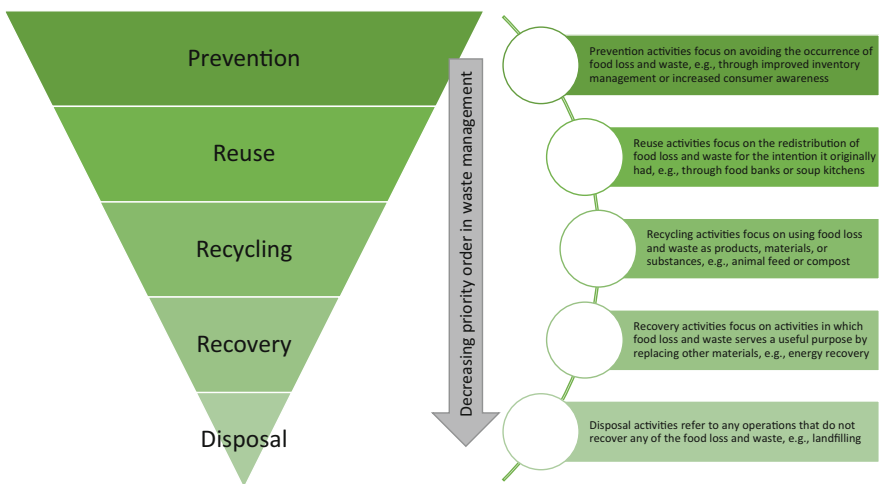 Prevention
Reuse
Recycling
Recovery
Disposal
Decreasing priority order in waste management
Prevention activities focus on avoiding the occurrence of
food loss and waste, e.g., through improved inventory
management or increased consumer awareness
Reuse activities focus on the redistribution of
food loss and waste for the intention it originally
had, e.g., through food banks or soup kitchens
Recycling activities focus on using food loss
and waste as products, materials, or
substances, e.g., animal feed or compost
Recovery activities focus on activities in which
food loss and waste serves a useful purpose by
replacing other materials, e.g., energy recovery
Disposal activities refer to any operations that do not
recover any of the food loss and waste, e.g., landfilling